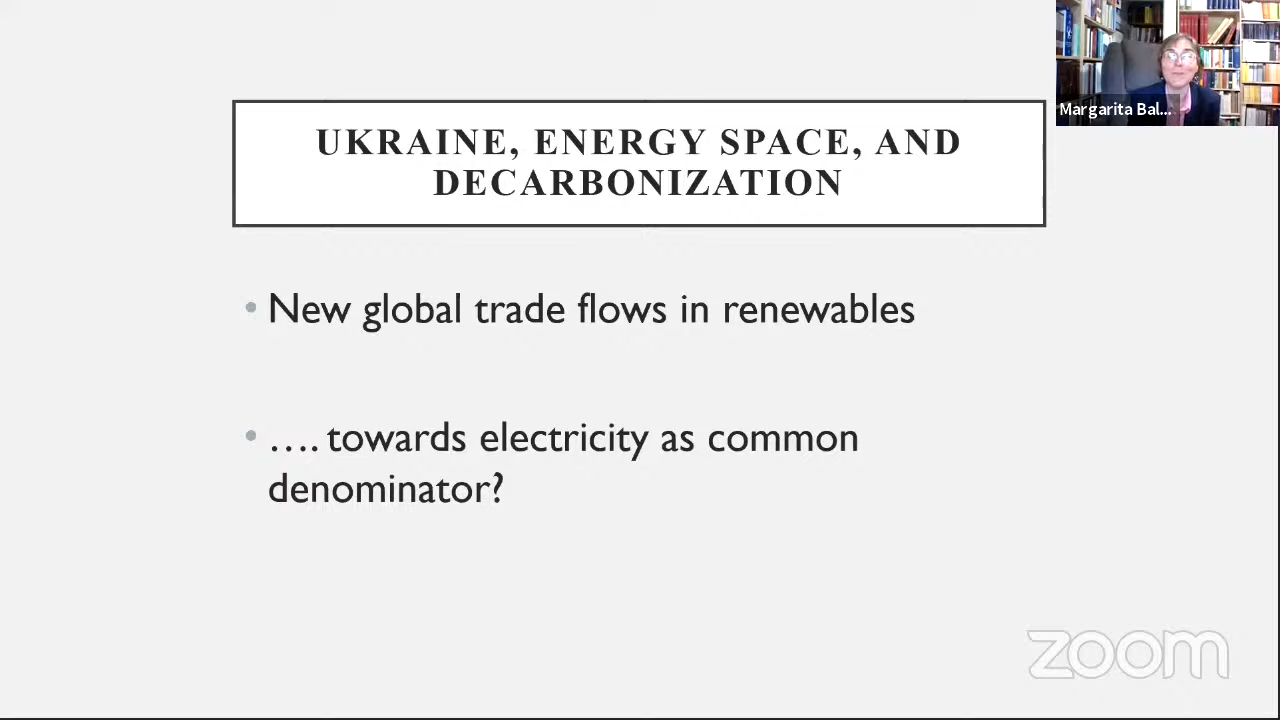 Margarita Bal...
UKRAINE, ENERGY SPACE, AND
DECARBONIZATION
• New global trade flows in renewables
• …. towards electricity as common
denominator?
zoom